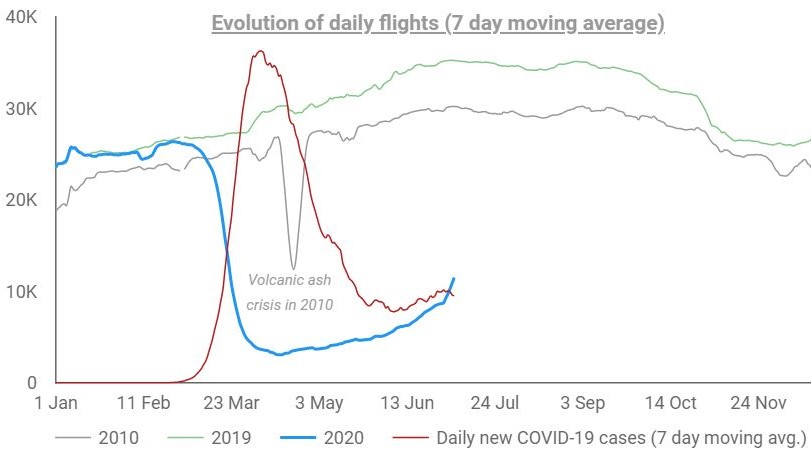 Evolution of daily flights (7 day moving average)
40K
30K
20K
10K
0
Volcanic ash
crisis in 2010
1 Jan 11 Feb 23 Mar 3 May 13 Jun 24 Jul 3 Sep 14 Oct 24 Nov
2010 2019 2020 Daily new COVID-19 cases (7 day moving avg.)